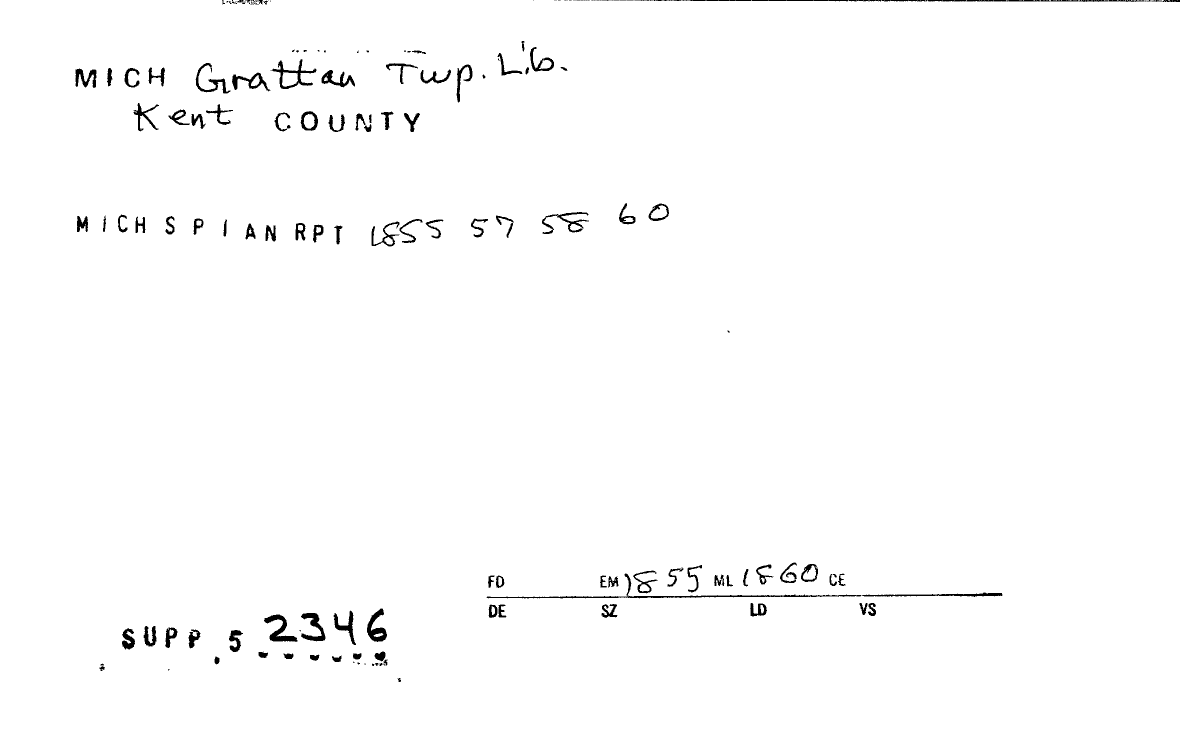 MICH Grattan Twp. Lib.
Kent COUNTY
MICH S P I AN RPT 1855 57 58 60
FD EM 1855 ML 1860 CE
DE SZ LD VS
SUPP. 5 2346